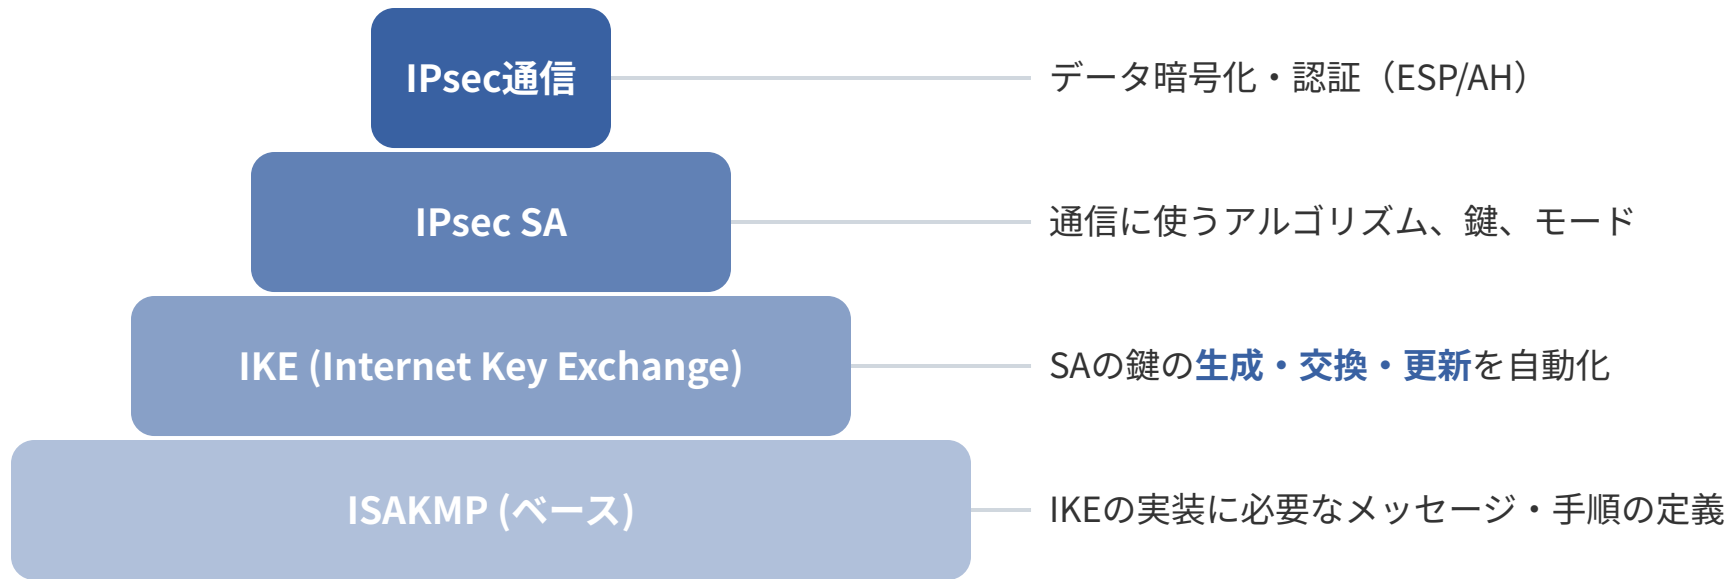 IPsec通信
データ暗号化・認証（ESP/AH）
IPsec SA
通信に使うアルゴリズム、鍵、モード
IKE (Internet Key Exchange)
SAの鍵の生成・交換・更新を自動化
ISAKMP (ベース)
IKEの実装に必要なメッセージ・手順の定義